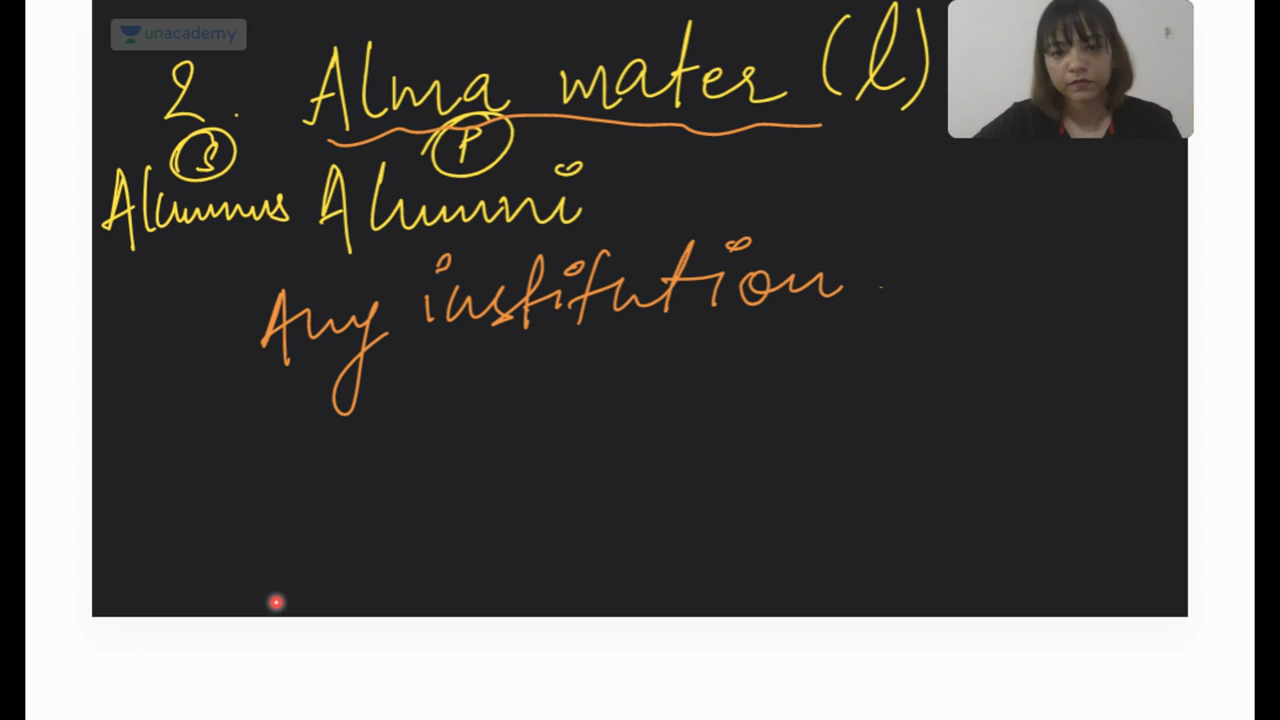 unacademy
2. Alma mater (l)
S P
Alumnus Alumni
Any institution